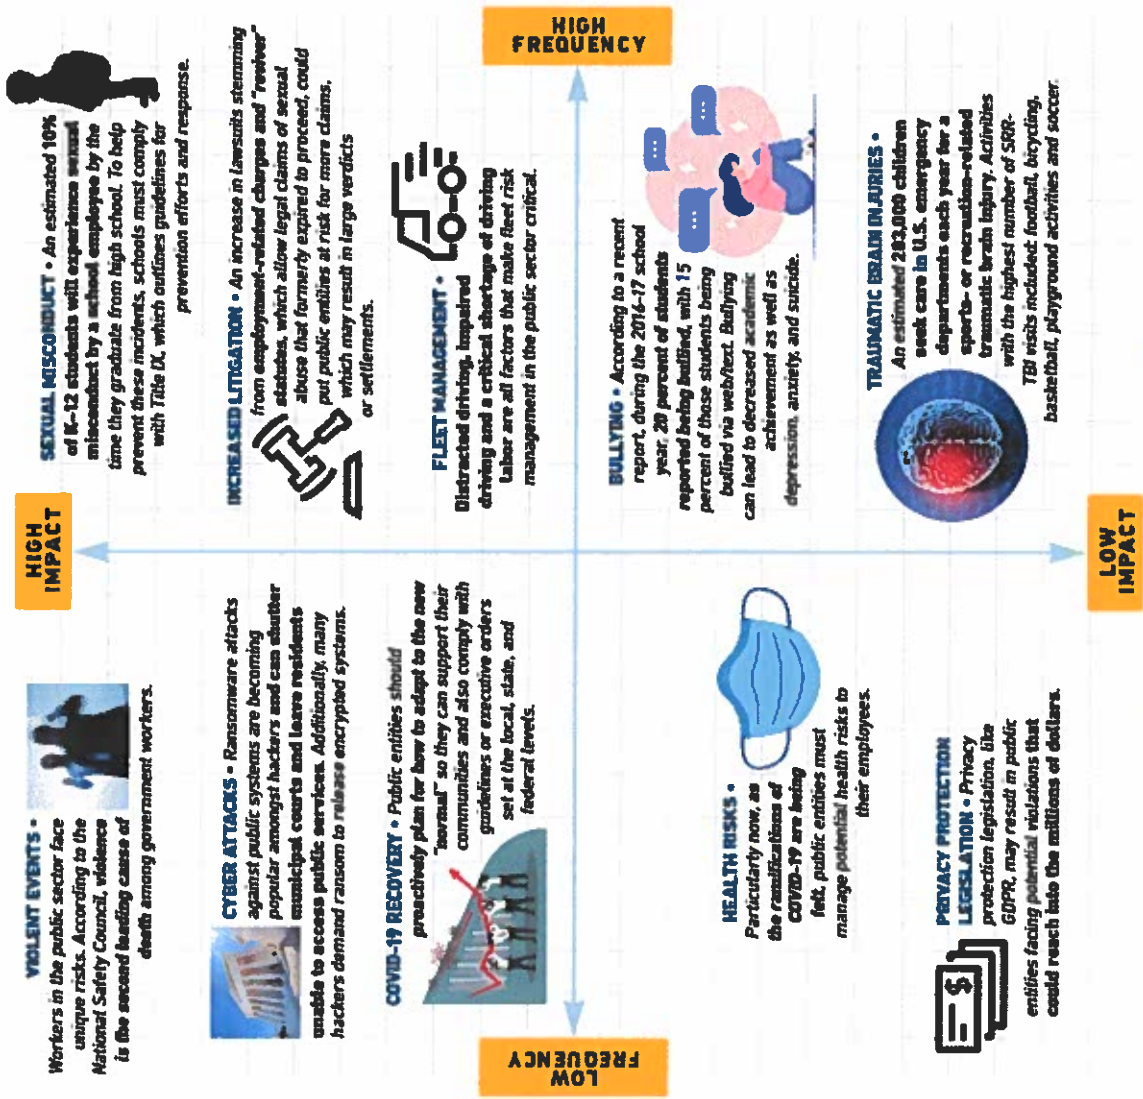 HIGH
IMPACT
VIOLENT EVENTS •
Workers in the public sector face
unique risks. According to the
National Safety Council, violence
is the second leading cause of
death among government workers.
CYBER ATTACKS • Ransomware attacks
against public systems are becoming
popular amongst hackers and can shutter
municipal courts and leave residents
unable to access public services. Additionally, many
hackers demand ransom to release encrypted systems.
COVID-19 RECOVERY • Public entities should
proactively plan for how to adapt to the new
"normal" so they can support their
communities and also comply with
guidelines or executive orders
set at the local, state, and
federal levels.
SEXUAL MISCONDUCT • An estimated 10%
of K–12 students will experience sexual
misconduct by a school employee by the
time they graduate from high school. To help
prevent these incidents, schools must comply
with Title IX, which outlines guidelines for
prevention efforts and response.
INCREASED LITIGATION • An increase in lawsuits stemming
from employment-related charges and "reviver"
statutes, which allow legal claims of sexual
abuse that formerly expired to proceed, could
put public entities at risk for more claims,
which may result in large verdicts
or settlements.
FLEET MANAGEMENT •
Distracted driving, impaired
driving and a critical shortage of driving
labor are all factors that make fleet risk
management in the public sector critical.
LOW
FREQUENCY
HIGH
FREQUENCY
HEALTH RISKS •
Particularly now, as
the ramifications of
COVID-19 are being
felt, public entities must
manage potential health risks to
their employees.
PRIVACY PROTECTION
LEGISLATION • Privacy
protection legislation, like
GDPR, may result in public
entities facing potential violations that
could reach into the millions of dollars.
BULLYING • According to a recent
report, during the 2016–17 school
year, 20 percent of students
reported being bullied, with 15
percent of those students being
bullied via web/text. Bullying
can lead to decreased academic
achievement as well as
depression, anxiety, and suicide.
TRAUMATIC BRAIN INJURIES •
An estimated 283,000 children
seek care in U.S. emergency
departments each year for a
sports- or recreation-related
traumatic brain injury. Activities
with the highest number of SRR-
TBI visits included: football, bicycling,
basketball, playground activities and soccer.
LOW
IMPACT